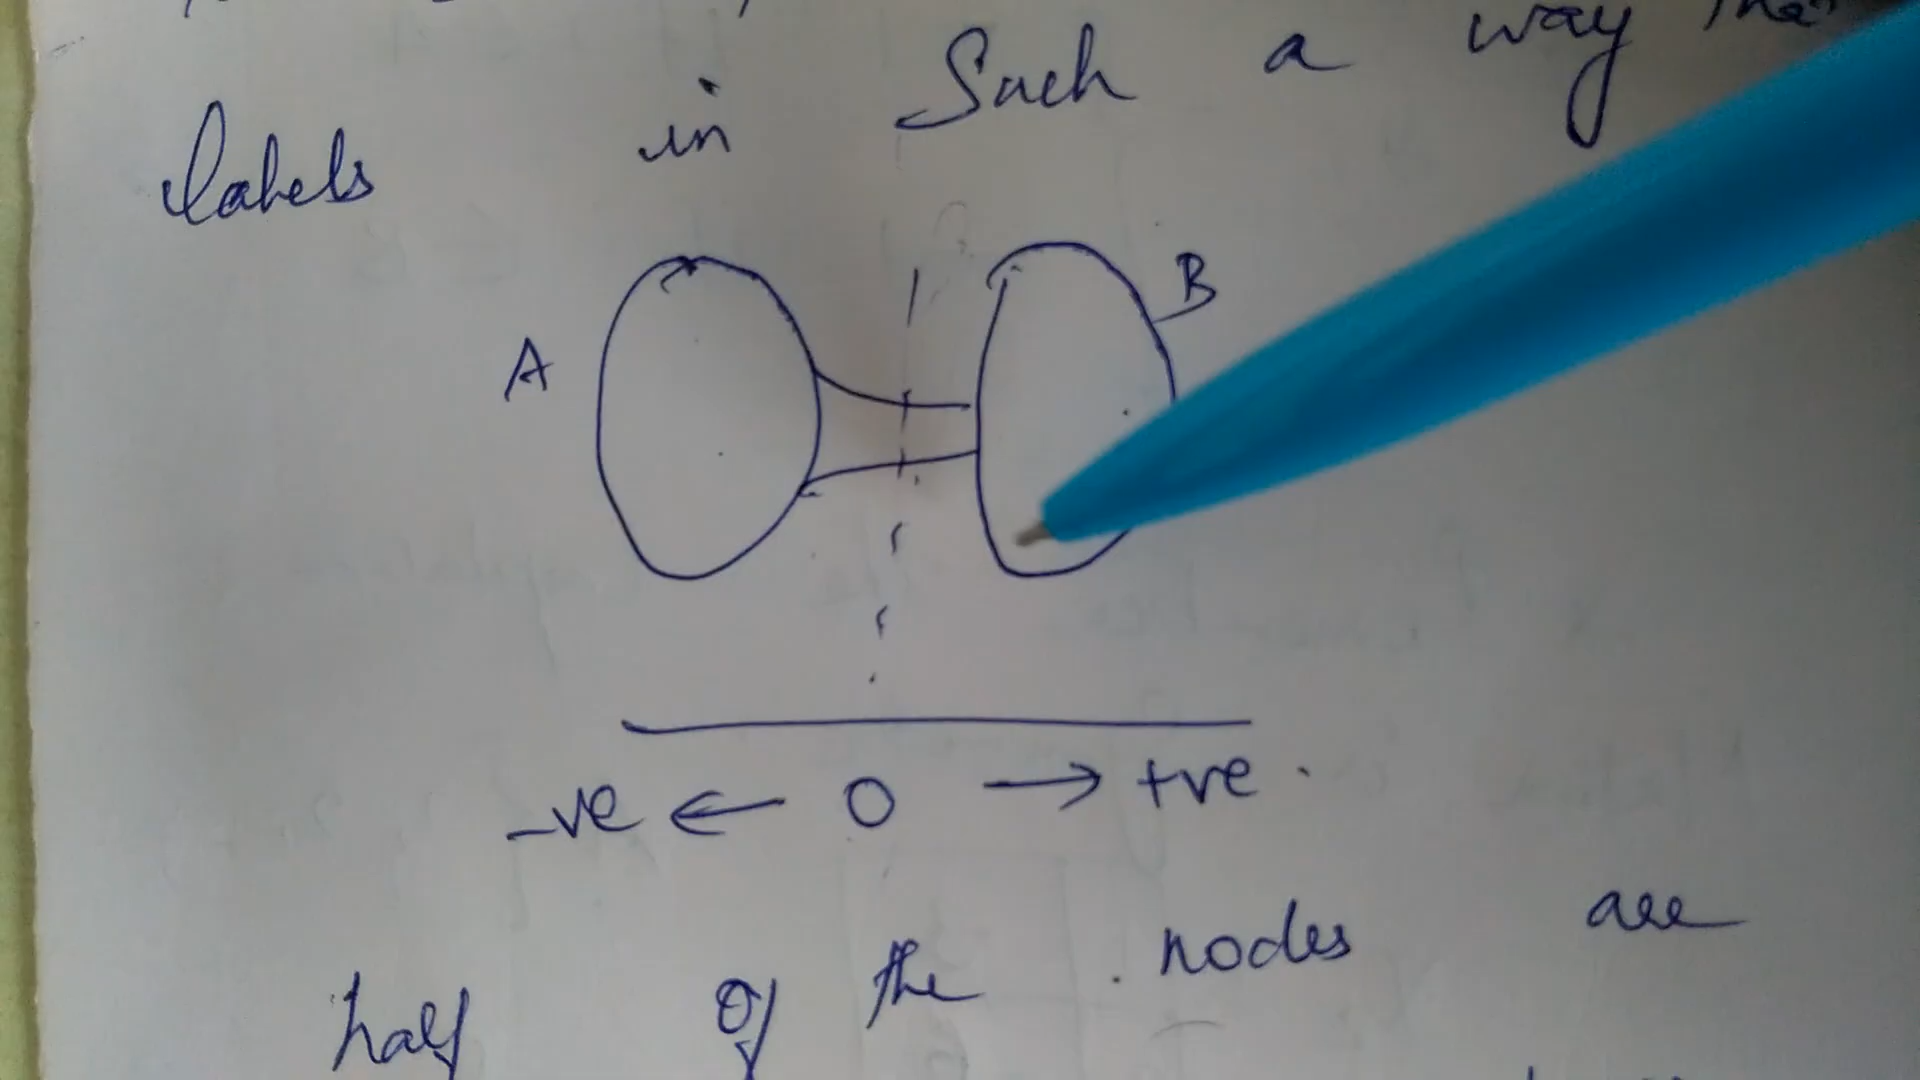 way
labels in Such a
A B
-ve ← 0 → +ve
half of the nodes are